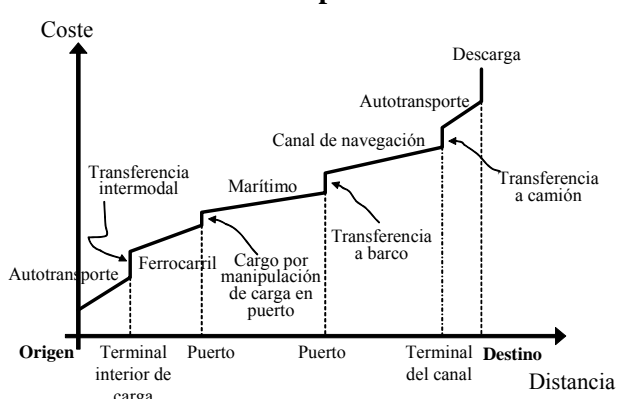 Coste
Descarga
Autotransporte
Canal de navegación
Transferencia
intermodal
Marítimo
Transferencia
a camión
Transferencia
a barco
Autotransporte
Ferrocarril
Cargo por
manipulación
de carga en
puerto
Origen
Terminal
interior de
carga
Puerto
Puerto
Terminal
del canal
Destino
Distancia